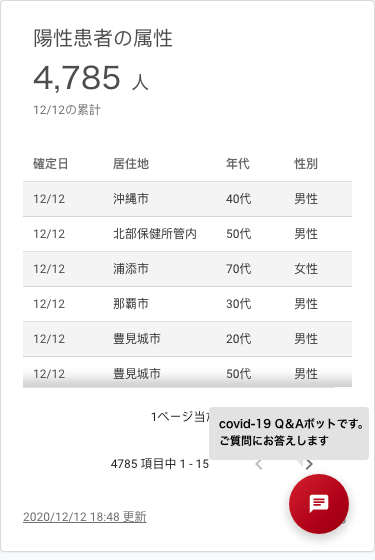 陽性患者の属性
4,785 人
12/12の累計
確定日 居住地 年代 性別
12/12 沖縄市 40代 男性
12/12 北部保健所管内 50代 男性
12/12 浦添市 70代 女性
12/12 那覇市 30代 男性
12/12 豊見城市 20代 男性
12/12 豊見城市 50代 男性
1ページ当
covid-19 Q＆Aボットです。
ご質問にお答えします
4785 項目中 1 - 15
2020/12/12 18:48 更新